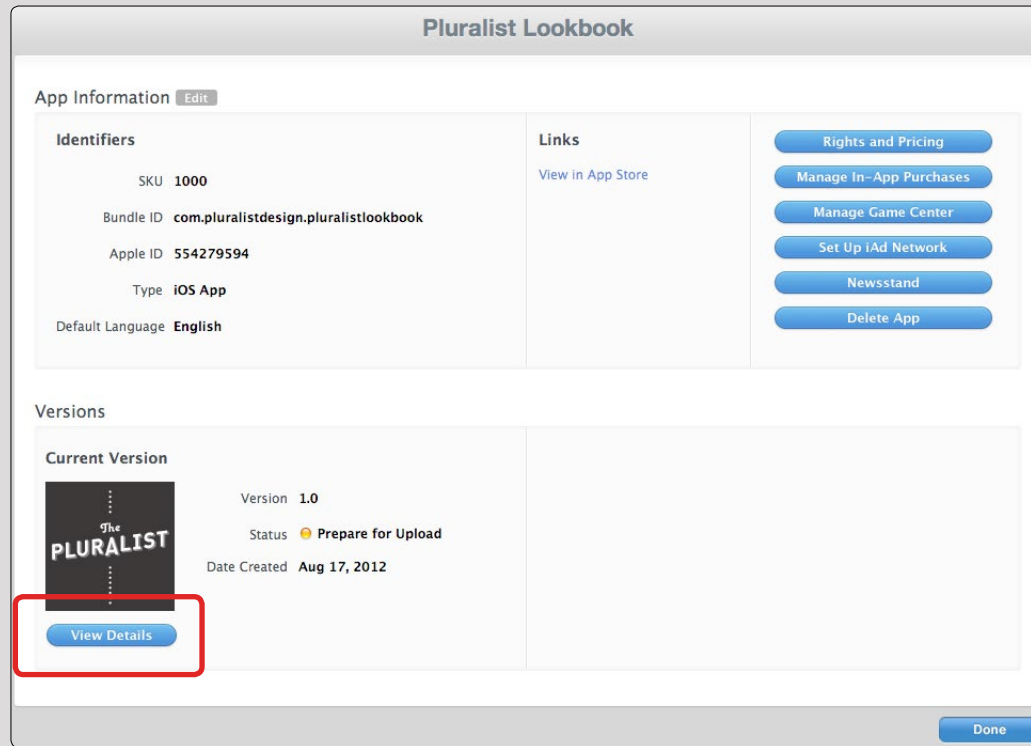 Pluralist Lookbook
App Information Edit
Identifiers
SKU 1000
Bundle ID com.pluralistdesign.pluralistlookbook
Apple ID 554279594
Type iOS App
Default Language English
Links
View in App Store
Rights and Pricing
Manage In-App Purchases
Manage Game Center
Set Up iAd Network
Newsstand
Delete App
Versions
Current Version
The
PLURALIST
Version 1.0
Status Prepare for Upload
Date Created Aug 17, 2012
View Details
Done